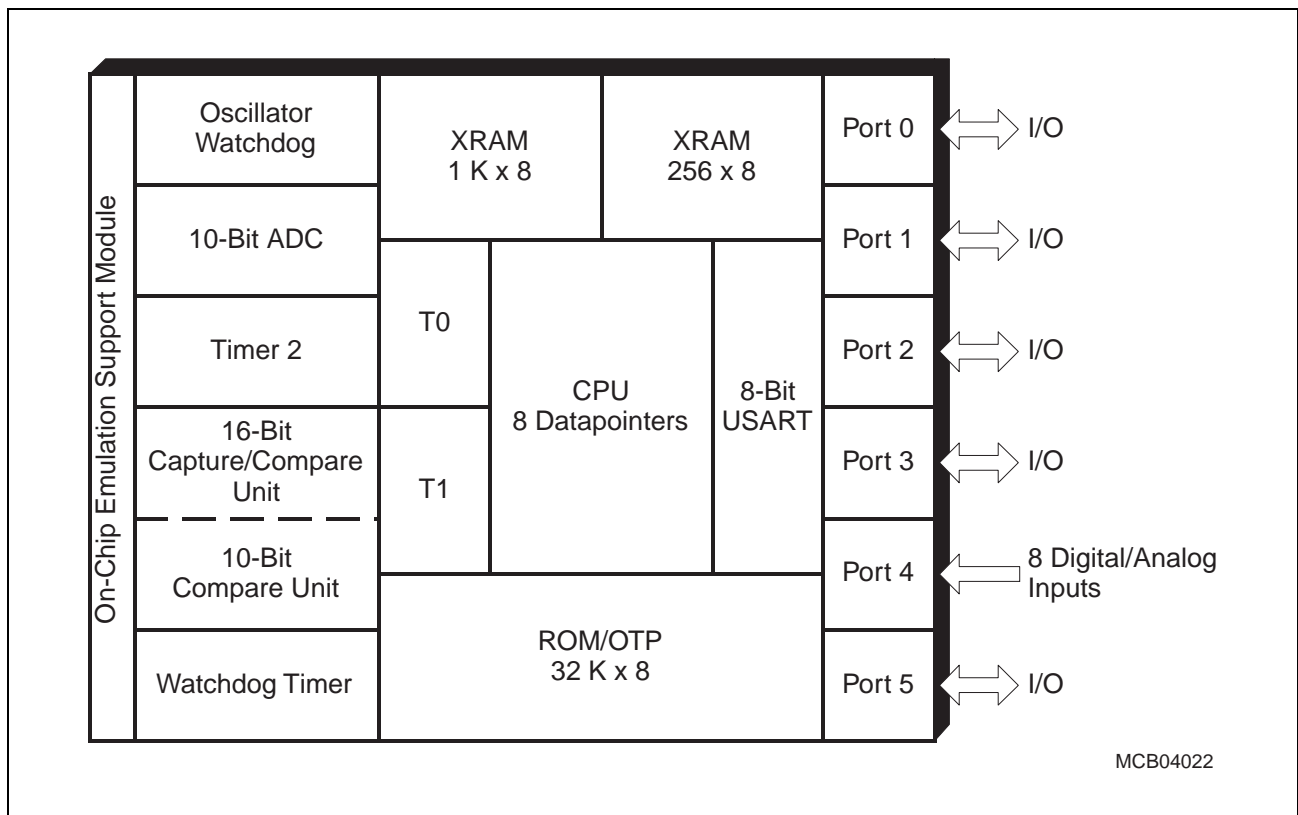 On-Chip Emulation Support Module
Oscillator
Watchdog
10-Bit ADC
Timer 2
16-Bit
Capture/Compare
Unit
10-Bit
Compare Unit
Watchdog Timer
XRAM
1 K x 8
XRAM
256 x 8
T0
T1
CPU
8 Datapointers
8-Bit
USART
ROM/OTP
32 K x 8
Port 0
I/O
Port 1
I/O
Port 2
I/O
Port 3
I/O
Port 4
8 Digital/Analog
Inputs
Port 5
I/O
MCB04022